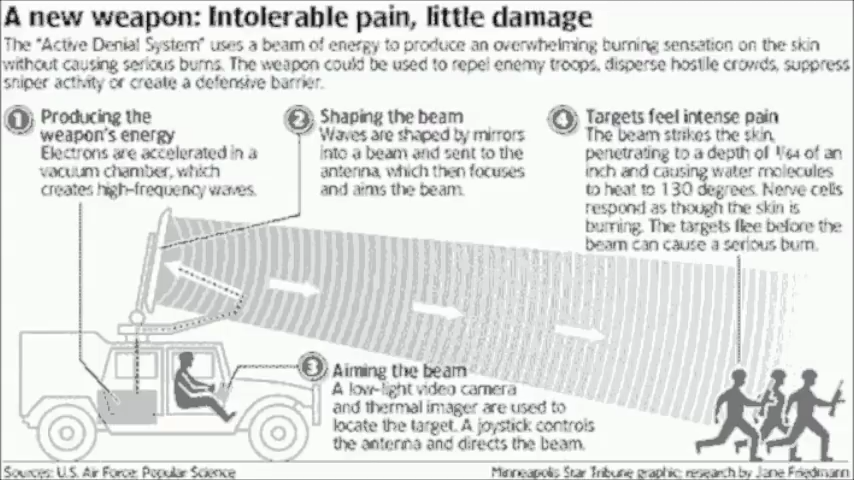 A new weapon: Intolerable pain, little damage
The "Active Denial System" uses a beam of energy to produce an overwhelming burning sensation on the skin
without causing serious burns. The weapon could be used to repel enemy troops, disperse hostile crowds, suppress
sniper activity or create a defensive barrier.
1 Producing the
weapon's energy
Electrons are accelerated in a
vacuum chamber, which
creates high-frequency waves.
2 Shaping the beam
Waves are shaped by mirrors
into a beam and sent to the
antenna, which then focuses
and aims the beam.
4 Targets feel intense pain
The beam strikes the skin,
penetrating to a depth of 1/64 of an
inch and causing water molecules
to heat to 130 degrees. Nerve cells
respond as though the skin is
burning. The targets flee before the
beam can cause a serious burn.
3 Aiming the beam
A low-light video camera
and thermal imager are used to
locate the target. A joystick controls
the antenna and directs the beam.
Sources: U.S. Air Force; Popular Science
Minneapolis Star Tribune graphic; research by Jane Friedmann